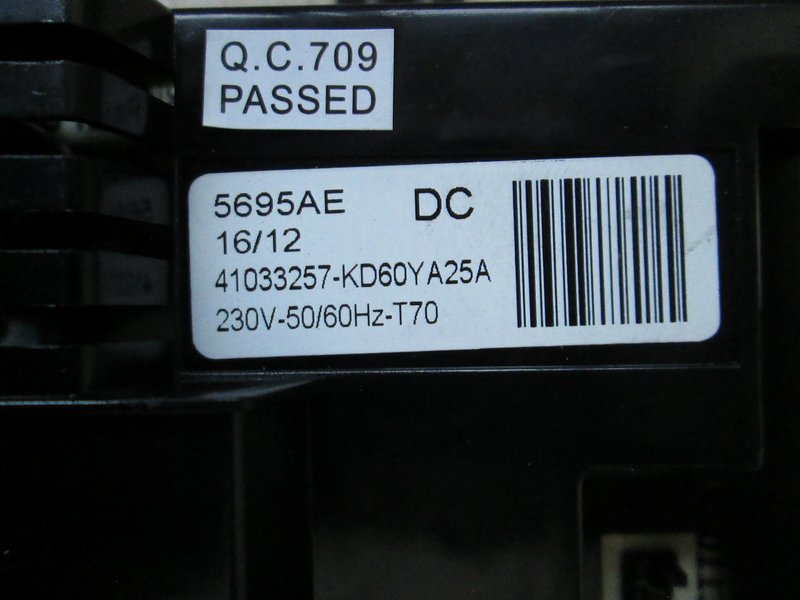 Q.C.709
PASSED
5695AE DC
16/12
41033257-KD60YA25A
230V-50/60Hz-T70